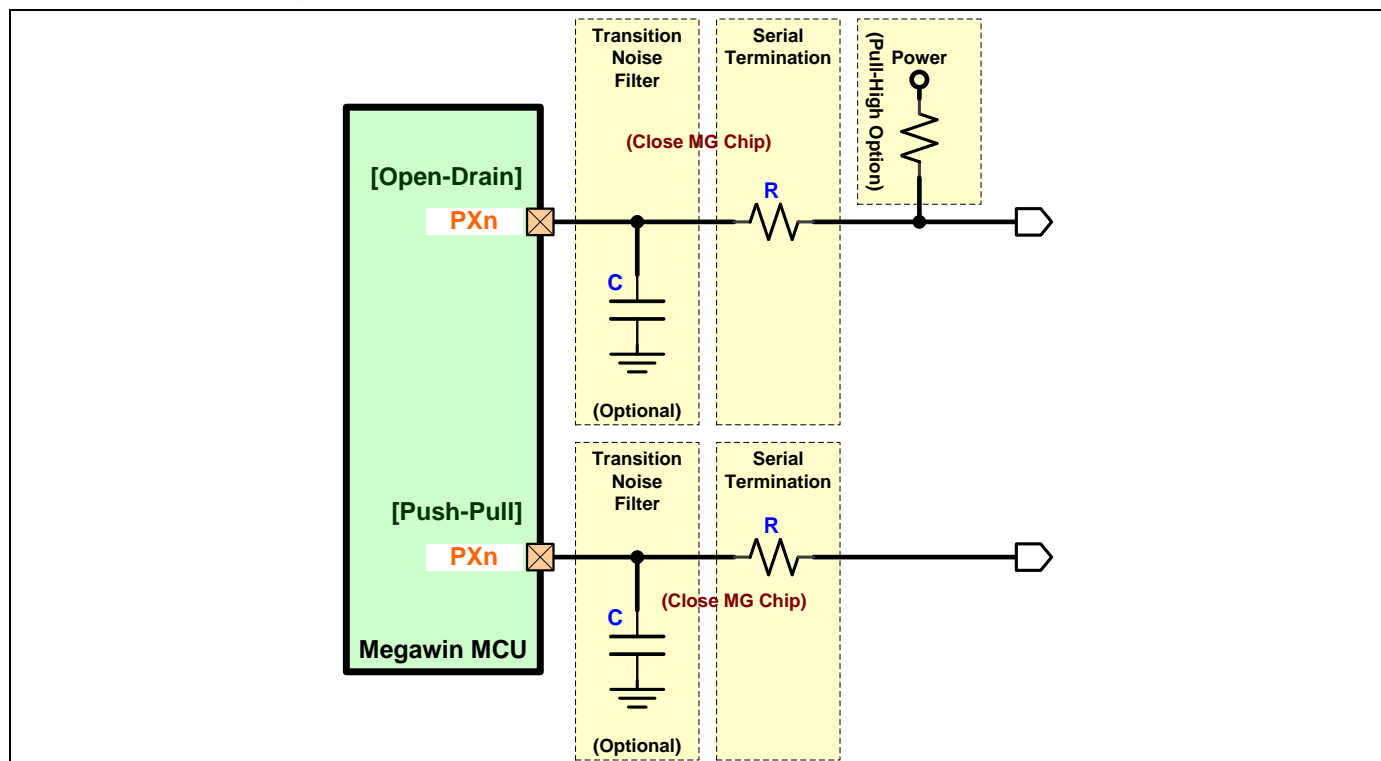 Transition
Noise
Filter
Serial
Termination
(Pull-High Option)
Power
(Close MG Chip)
[Open-Drain]
PXn
R
C
(Optional)
Transition
Noise
Filter
Serial
Termination
[Push-Pull]
PXn
R
C
(Close MG Chip)
Megawin MCU
(Optional)